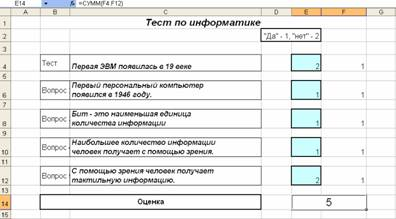 E14 fx =СУММ(F4:F12)
A B C D E F
1 Тест по информатике
2 "Да" - 1, "нет" - 2
3
4 Тест Первая ЭВМ появилась в 19 веке 2 1
5
6 Вопрос Первый персональный компьютер
появился в 1946 году. 1 1
7
8 Вопрос Бит - это наименьшая единица
количества информации 1 1
9
10 Вопрос Наибольшее количество информации
человек получает с помощью зрения. 1 1
11
12 Вопрос С помощью зрения человек получает
тактильную информацию. 2 1
13
14 Оценка 5
15